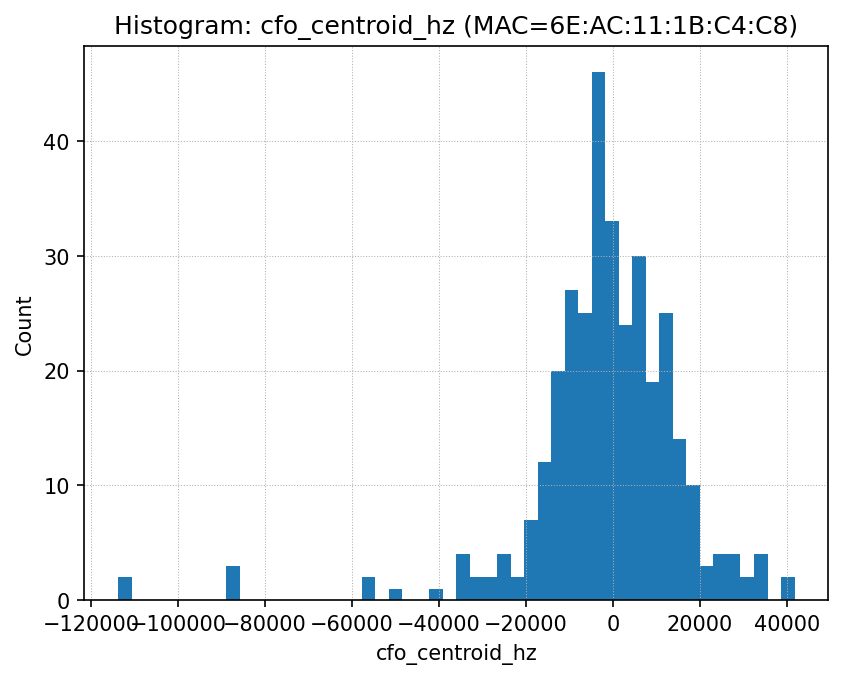 Histogram: cfo_centroid_hz (MAC=6E:AC:11:1B:C4:C8)
Count
40
30
20
10
0
−120000 −100000 −80000 −60000 −40000 −20000 0 20000 40000
cfo_centroid_hz